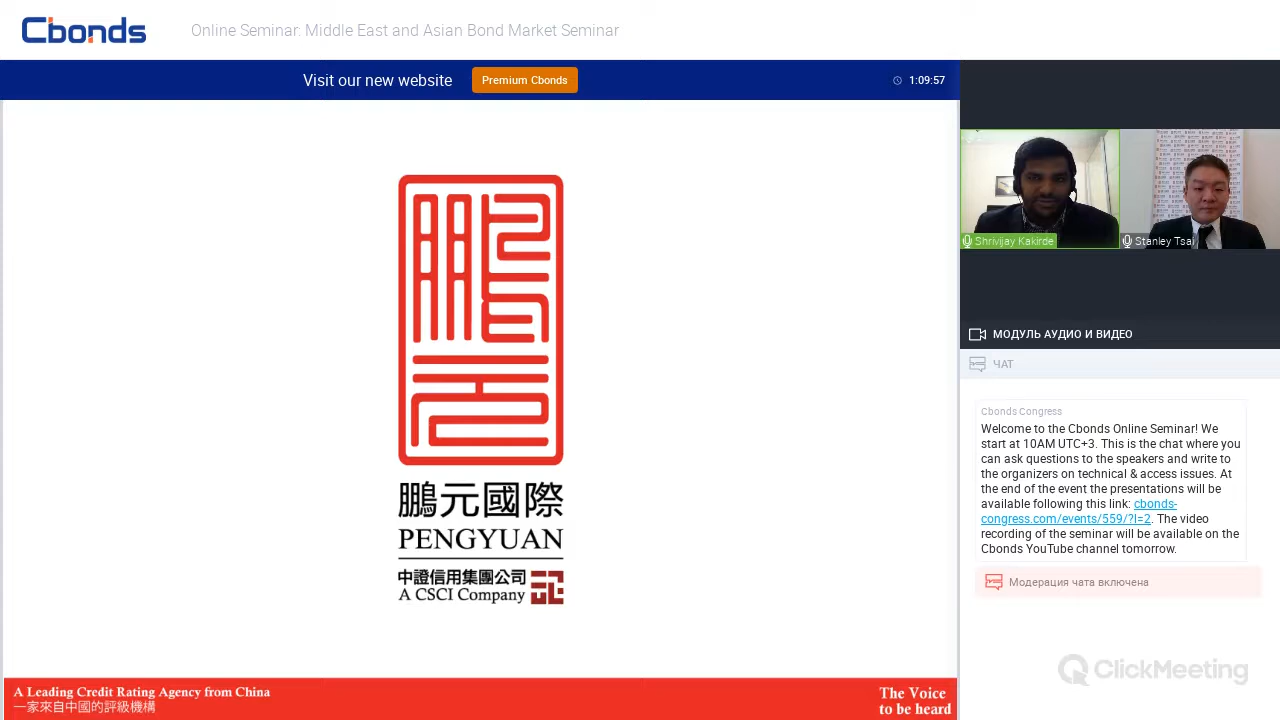 Cbonds
Online Seminar: Middle East and Asian Bond Market Seminar
Visit our new website
Premium Cbonds
1:09:57
鵬元
鵬元國際
PENGYUAN
中證信用集團公司
A CSCI Company
A Leading Credit Rating Agency from China
一家來自中國的評級機構
The Voice
to be heard
Shrivijay Kakirde
Stanley Tsai
МОДУЛЬ АУДИО И ВИДЕО
ЧАТ
Cbonds Congress
Welcome to the Cbonds Online Seminar! We
start at 10AM UTC+3. This is the chat where you
can ask questions to the speakers and write to
the organizers on technical & access issues. At
the end of the event the presentations will be
available following this link: cbonds-
congress.com/events/559/?l=2. The video
recording of the seminar will be available on the
Cbonds YouTube channel tomorrow.
Модерация чата включена
ClickMeeting